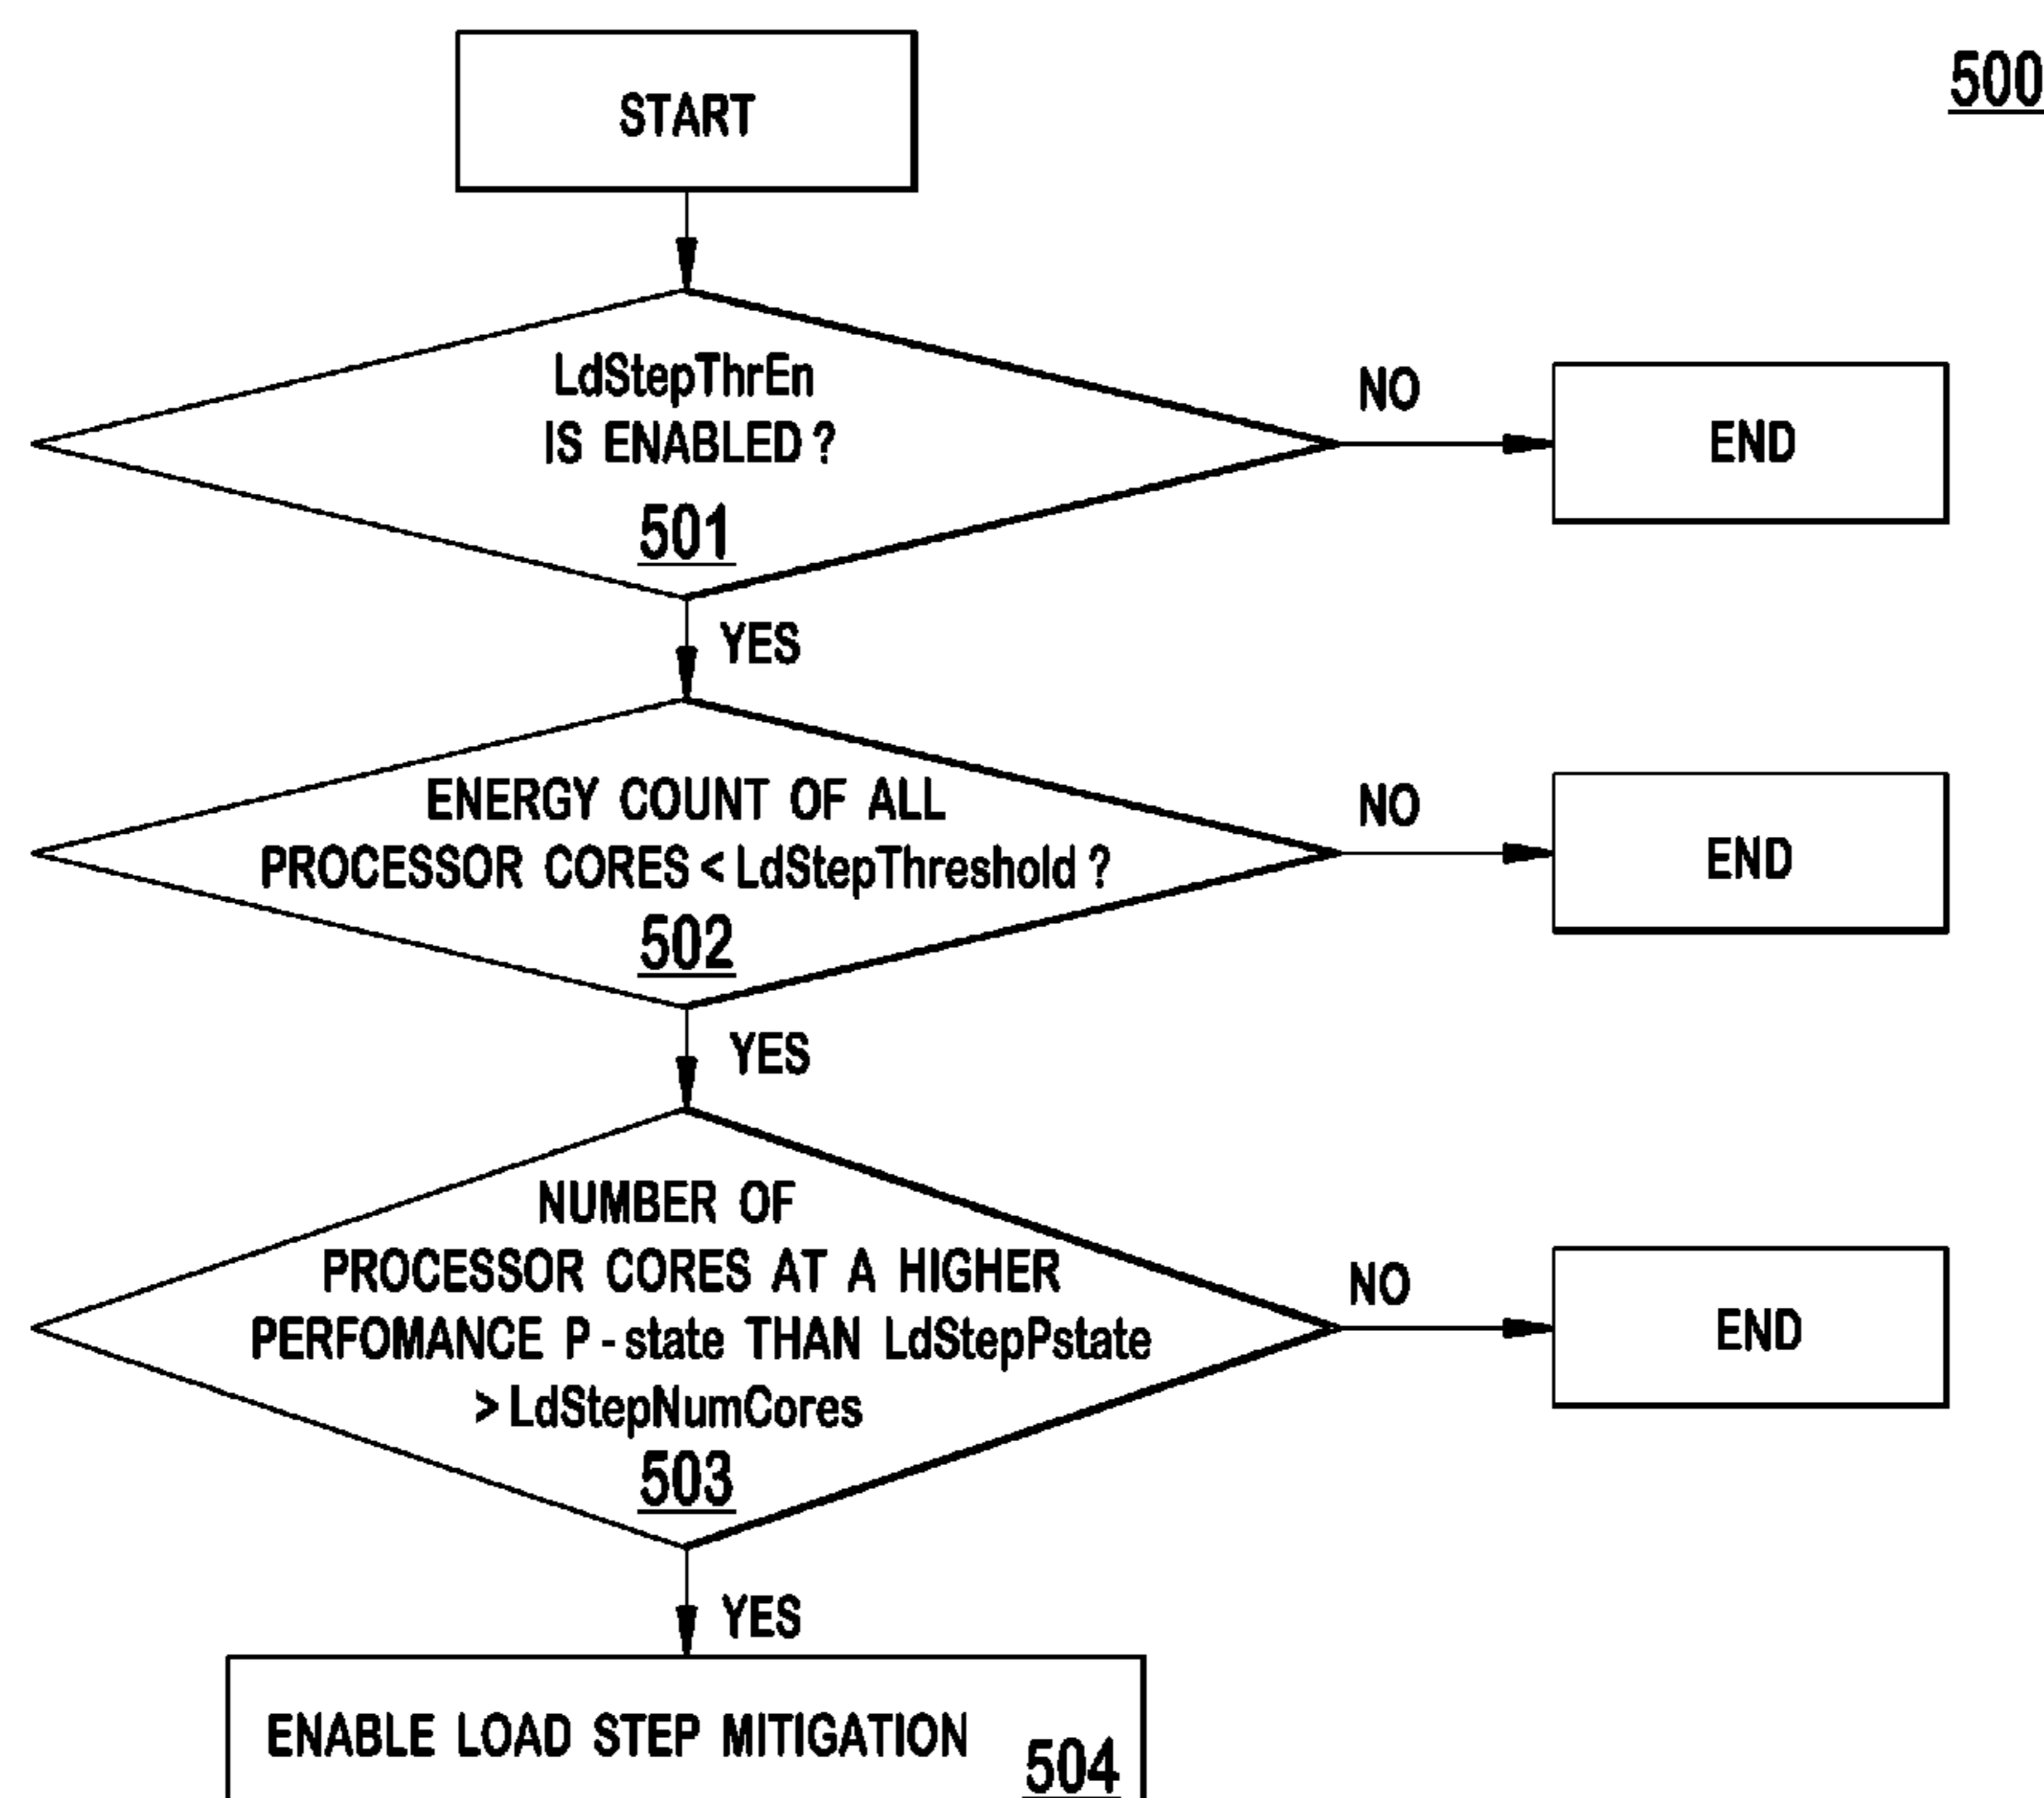 START
500
LdStepThrEn
IS ENABLED ?
501
NO
END
YES
ENERGY COUNT OF ALL
PROCESSOR CORES < LdStepThreshold ?
502
NO
END
YES
NUMBER OF
PROCESSOR CORES AT A HIGHER
PERFOMANCE P - state THAN LdStepPstate
> LdStepNumCores
503
NO
END
YES
ENABLE LOAD STEP MITIGATION
504